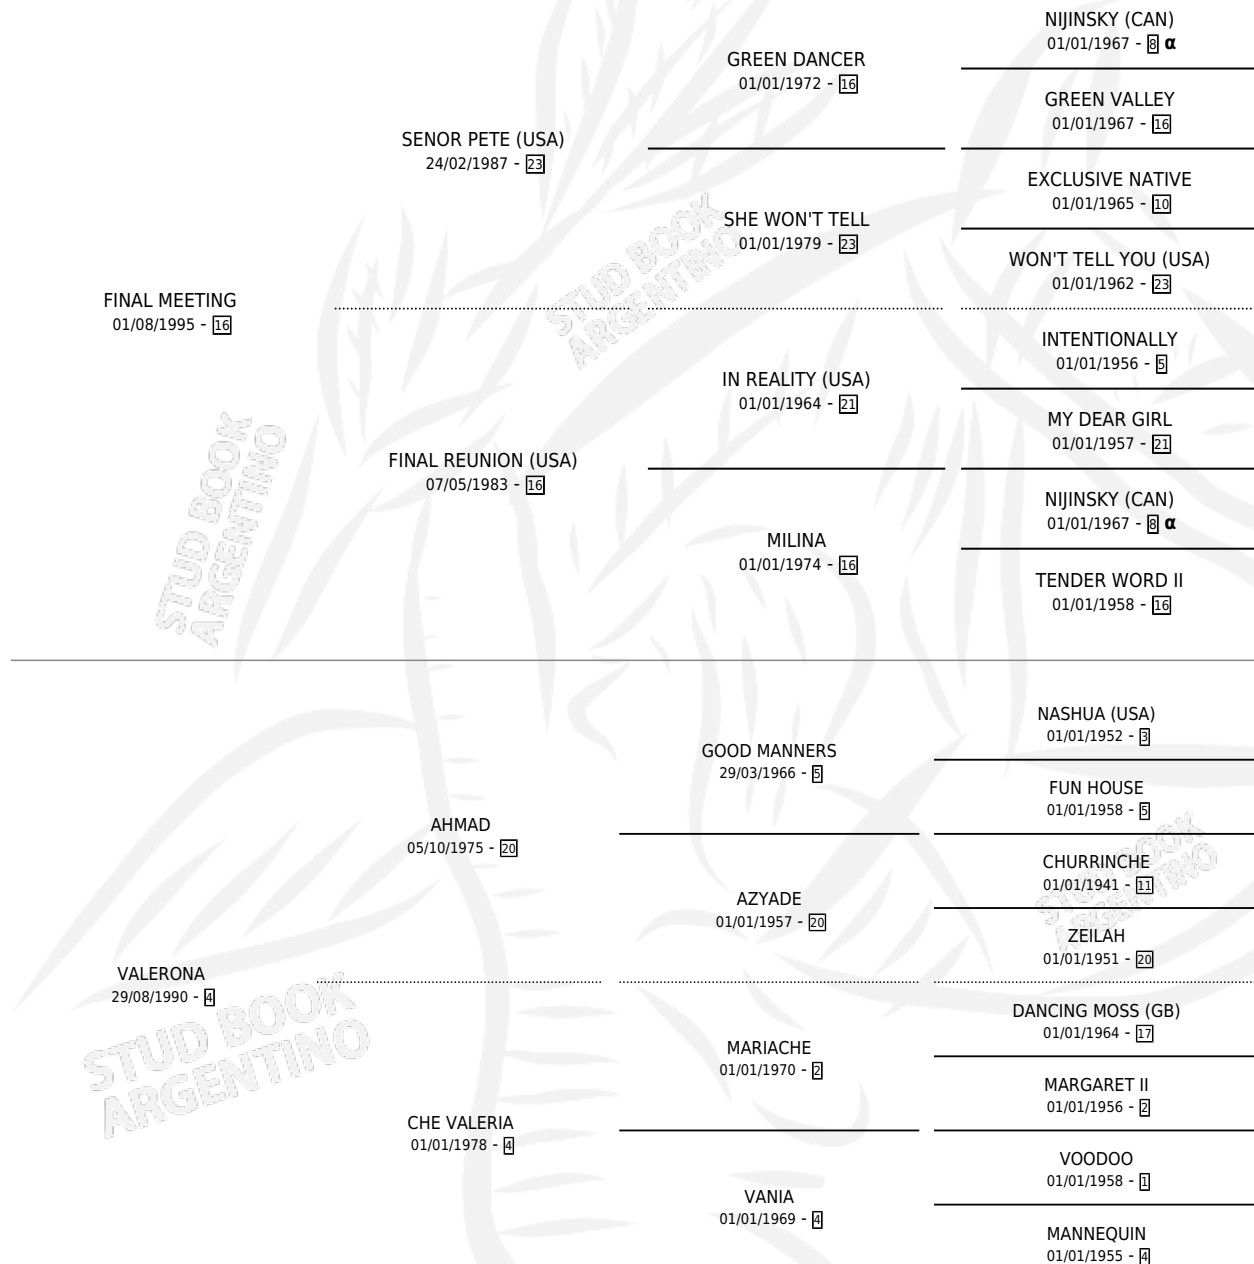 NIJINSKY (CAN)
01/01/1967 - 8 α
GREEN DANCER
01/01/1972 - 16
GREEN VALLEY
01/01/1967 - 16
SENOR PETE (USA)
24/02/1987 - 23
EXCLUSIVE NATIVE
01/01/1965 - 10
SHE WON'T TELL
01/01/1979 - 23
WON'T TELL YOU (USA)
01/01/1962 - 23
FINAL MEETING
01/08/1995 - 16
INTENTIONALLY
01/01/1956 - 5
IN REALITY (USA)
01/01/1964 - 21
MY DEAR GIRL
01/01/1957 - 21
FINAL REUNION (USA)
07/05/1983 - 16
NIJINSKY (CAN)
01/01/1967 - 8 α
MILINA
01/01/1974 - 16
TENDER WORD II
01/01/1958 - 16
STUD BOOK
ARGENTINO
STUD BOOK
ARGENTINO
NASHUA (USA)
01/01/1952 - 3
GOOD MANNERS
29/03/1966 - 5
FUN HOUSE
01/01/1958 - 5
AHMAD
05/10/1975 - 20
CHURRINCHE
01/01/1941 - 11
AZYADE
01/01/1957 - 20
ZEILAH
01/01/1951 - 20
VALERONA
29/08/1990 - 4
DANCING MOSS (GB)
01/01/1964 - 17
MARIACHE
01/01/1970 - 2
MARGARET II
01/01/1956 - 2
CHE VALERIA
01/01/1978 - 4
VOODOO
01/01/1958 - 1
VANIA
01/01/1969 - 4
MANNEQUIN
01/01/1955 - 4
STUD BOOK
ARGENTINO
STUD BOOK
ARGENTINO